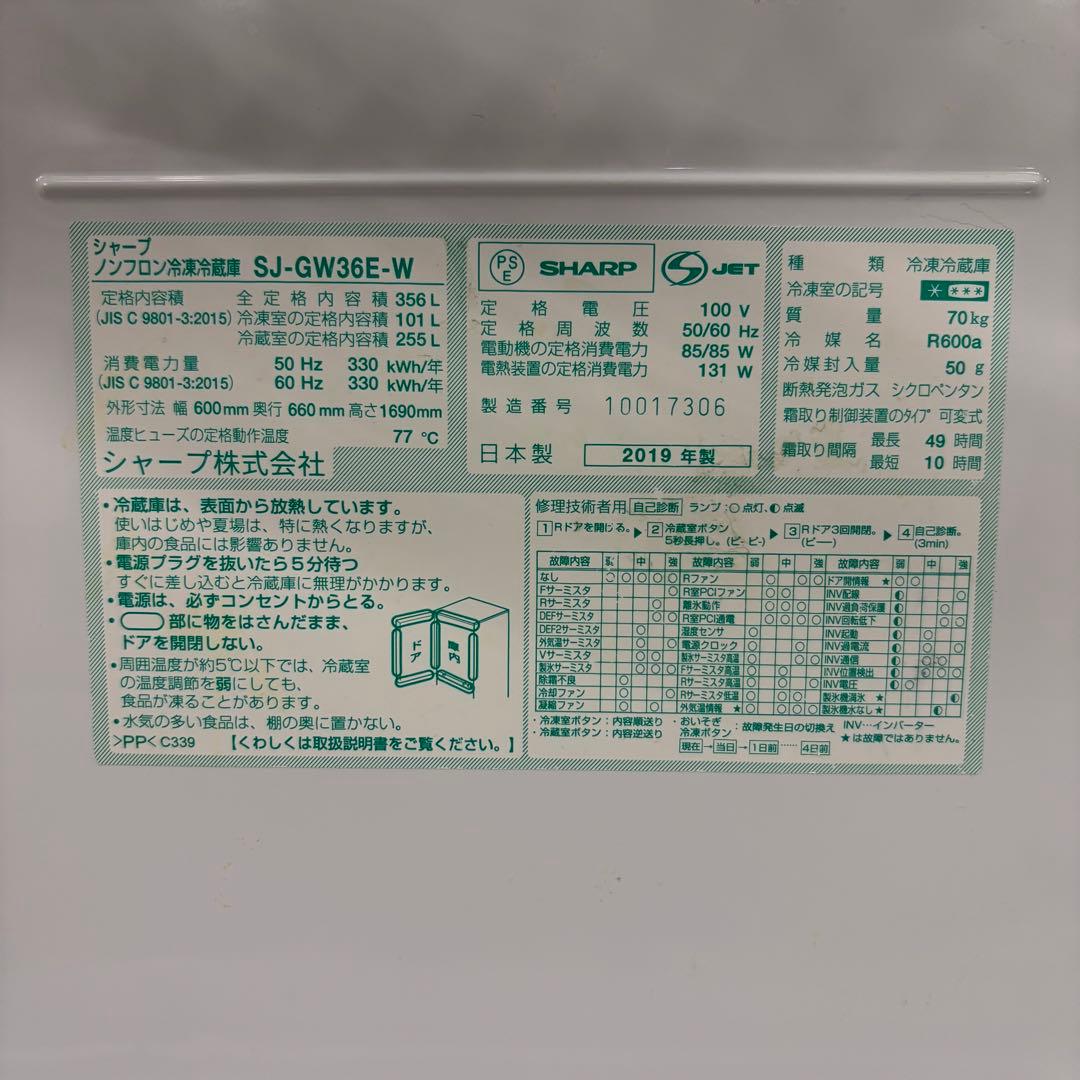 シャープ
ノンフロン冷凍冷蔵庫 SJ-GW36E-W
定格内容積 全定格内容積 356 L
(JIS C 9801-3:2015) 冷凍室の定格内容積 101 L
冷蔵室の定格内容積 255 L
消費電力量 50 Hz 330 kWh/年
(JIS C 9801-3:2015) 60 Hz 330 kWh/年
外形寸法 幅 600mm 奥行 660mm 高さ1690mm
温度ヒューズの定格動作温度 77 ℃
シャープ株式会社
PSE SHARP JET
定格電圧 100 V
定格周波数 50/60 Hz
電動機の定格消費電力 85/85 W
電熱装置の定格消費電力 131 W
製造番号 10017306
日本製 2019 年製
種類 冷凍冷蔵庫
冷凍室の記号 * ***
質量 70kg
冷媒名 R600a
冷媒封入量 50 g
断熱発泡ガス シクロペンタン
霜取り制御装置のタイプ 可変式
霜取り間隔 最長 49 時間
最短 10 時間
・冷蔵庫は、表面から放熱しています。
使いはじめや夏場は、特に熱くなりますが、
庫内の食品には影響ありません。
・電源プラグを抜いたら5分待つ
すぐに差し込むと冷蔵庫に無理がかかります。
・電源は、必ずコンセントからとる。
・部に物をはさんだまま、
ドアを開閉しない。
ドア 庫内
・周囲温度が約5℃以下では、冷蔵室
の温度調節を弱にしても、
食品が凍ることがあります。
・水気の多い食品は、棚の奥に置かない。
>PP< C339 【くわしくは取扱説明書をご覧ください。】
修理技術者用 自己診断 ランプ:○点灯、◐点滅
1 Rドアを開ける。 ▶ 2 冷蔵室ボタン 5秒長押し。(ピ-ピ-) ▶ 3 Rドア3回開閉。(ピ―) ▶ 4 自己診断。(3min)
故障内容 弱 中 強 故障内容 弱 中 強 故障内容 弱 中 強
なし ○ ○ ○ ○ ○ Rファン ドア開情報 ★
Fサーミスタ R室PCIファン INV配線
Rサーミスタ 離氷動作 INV過負荷保護
DEFサーミスタ R室PCI通電 INV回転低下
DEF2サーミスタ 湿度センサ INV起動
外気温サーミスタ 電源クロック INV過電流
Vサーミスタ 製氷サーミスタ高温 INV通信
製氷サーミスタ Fサーミスタ高温 INV位置検出
除霜不良 Rサーミスタ高温 INV電圧
冷却ファン Rサーミスタ低温 製氷機満氷 ★
凝縮ファン 外気温情報 ★ 製氷機水なし ★
・冷凍室ボタン：内容順送り
・冷蔵室ボタン：内容逆送り
・おいそぎ冷凍ボタン：故障発生日の切換え
現在 → 当日 → 1日前 …… 4日前
INV…インバーター
★は故障ではありません。